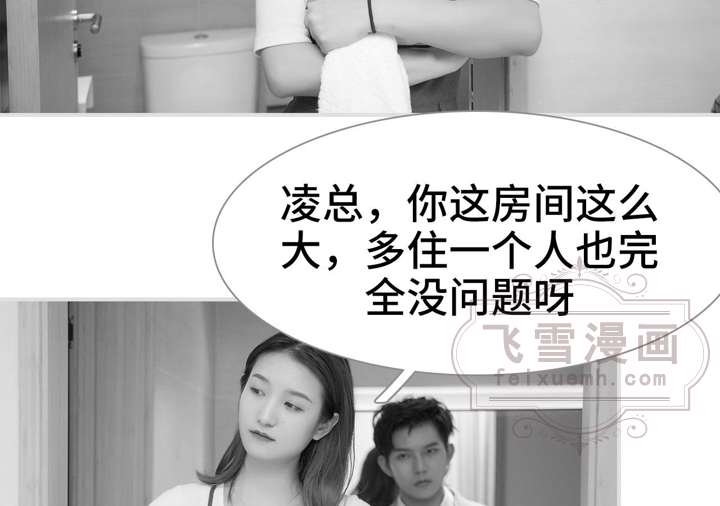 凌总，你这房间这么
大，多住一个人也完
全没问题呀
飞雪漫画
feixuemh.com